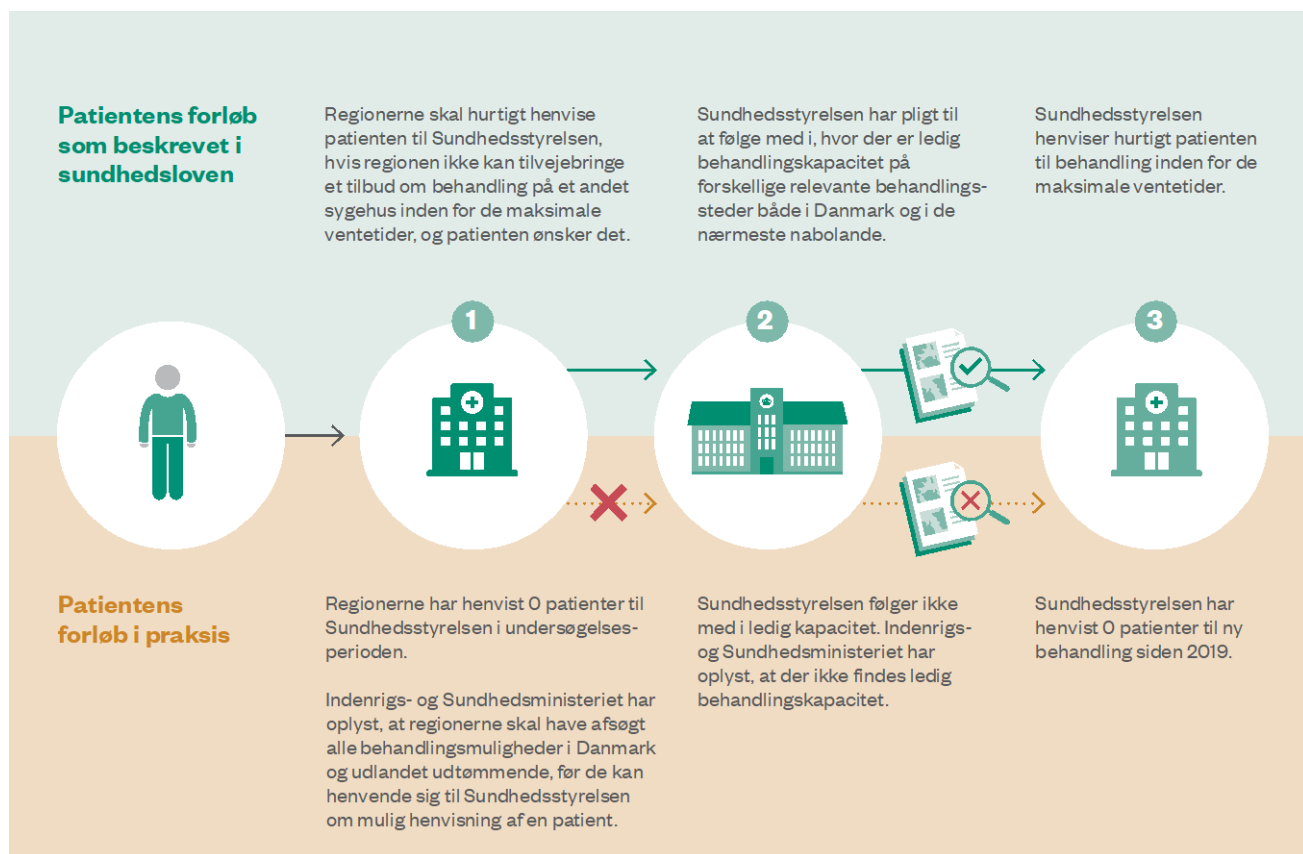 Patientens forløb
som beskrevet i
sundhedsloven
Regionerne skal hurtigt henvise
patienten til Sundhedsstyrelsen,
hvis regionen ikke kan tilvejebringe
et tilbud om behandling på et andet
sygehus inden for de maksimale
ventetider, og patienten ønsker det.
Sundhedsstyrelsen har pligt til
at følge med i, hvor der er ledig
behandlingskapacitet på
forskellige relevante behandlings-
steder både i Danmark og i de
nærmeste nabolande.
Sundhedsstyrelsen
henviser hurtigt patienten
til behandling inden for de
maksimale ventetider.
1
2
3
Patientens
forløb i praksis
Regionerne har henvist 0 patienter til
Sundhedsstyrelsen i undersøgelses-
perioden.
Indenrigs- og Sundhedsministeriet har
oplyst, at regionerne skal have afsøgt
alle behandlingsmuligheder i Danmark
og udlandet udtømmende, før de kan
henvende sig til Sundhedsstyrelsen
om mulig henvisning af en patient.
Sundhedsstyrelsen følger ikke
med i ledig kapacitet. Indenrigs-
og Sundhedsministeriet har
oplyst, at der ikke findes ledig
behandlingskapacitet.
Sundhedsstyrelsen har
henvist 0 patienter til ny
behandling siden 2019.